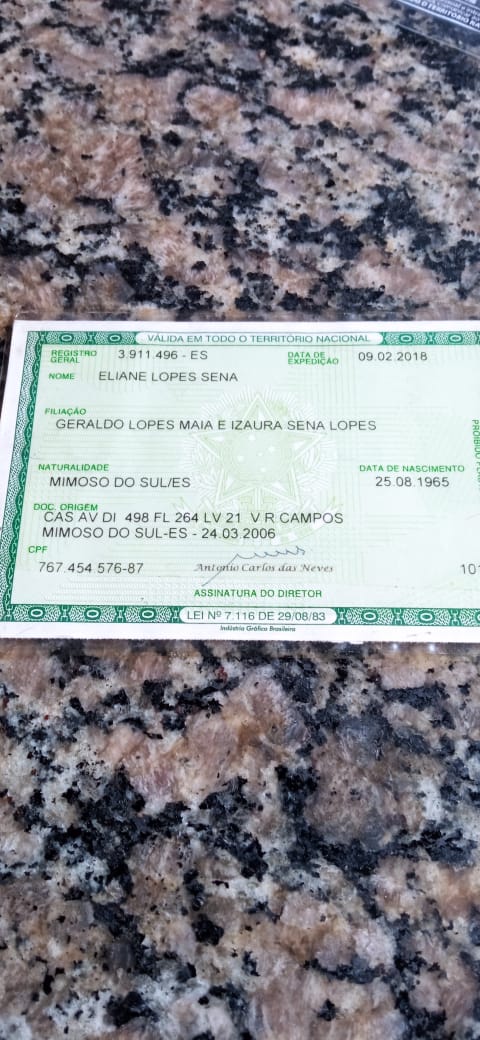 O TERRITÓRIO
VÁLIDA EM TODO O TERRITÓRIO NACIONAL
REGISTRO GERAL 3.911.496 - ES DATA DE EXPEDIÇÃO 09.02.2018
NOME ELIANE LOPES SENA
FILIAÇÃO
GERALDO LOPES MAIA E IZAURA SENA LOPES
NATURALIDADE DATA DE NASCIMENTO
MIMOSO DO SUL/ES 25.08.1965
DOC. ORIGEM
CAS AV DI 498 FL 264 LV 21 V R CAMPOS
MIMOSO DO SUL-ES - 24.03.2006
CPF
767.454.576-87 Antonio Carlos das Neves 10
ASSINATURA DO DIRETOR
LEI Nº 7.116 DE 29/08/83
Indústria Gráfica Brasileira